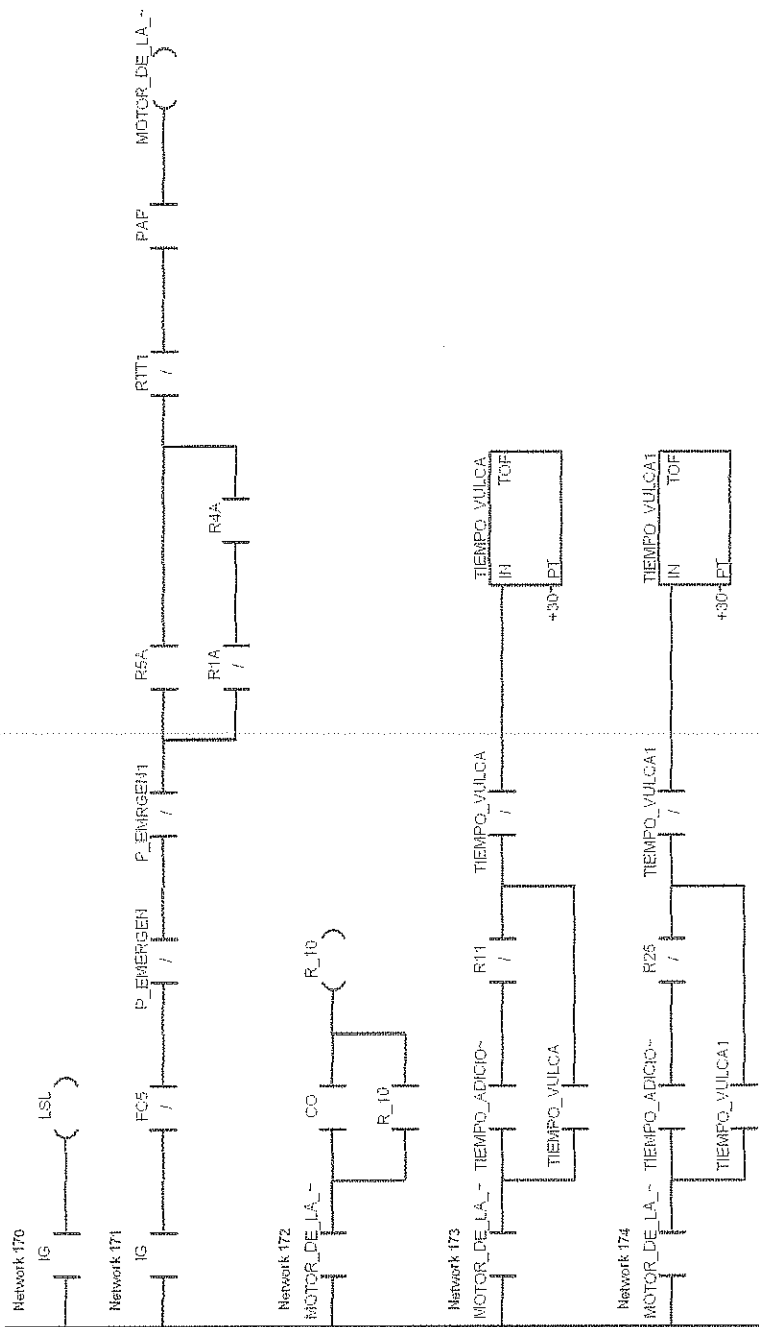 Network 170
IG
LSL
Network 171
IG
FC5
/
P_EMERGEN
/
P_EMRGEN1
/
R5A
R1A
/
R4A
RTT1
/
PAP
MOTOR_DE_LA_~
Network 172
MOTOR_DE_LA_~
CO
R_10
R_10
Network 173
MOTOR_DE_LA_~
TIEMPO_ADICIO~
R11
/
TIEMPO_VULCA
/
TIEMPO_VULCA
TIEMPO_VULCA
IN
TOF
+30-
PT
Network 174
MOTOR_DE_LA_~
TIEMPO_ADICIO~
R25
/
TIEMPO_VULCA1
/
TIEMPO_VULCA1
TIEMPO_VULCA1
IN
TOF
+30-
PT